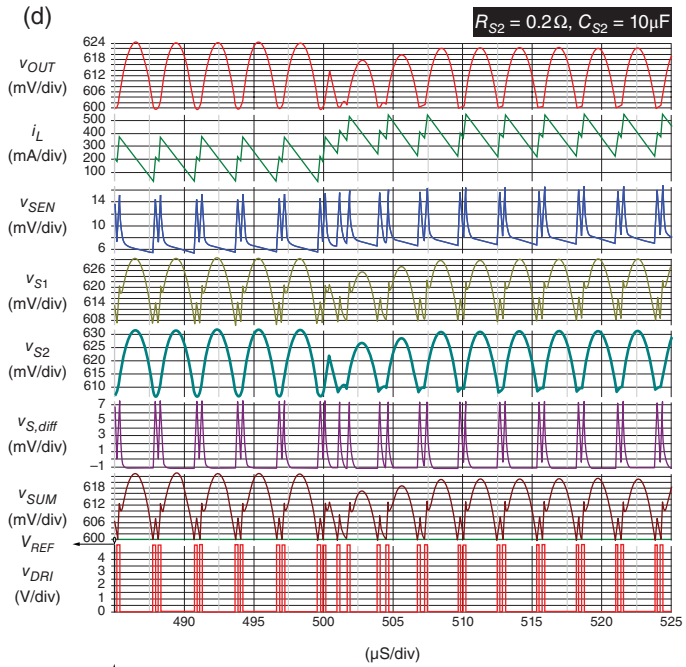 (d)
R_S2 = 0.2 Ω, C_S2 = 10µF
v_OUT
(mV/div)
624
618
612
606
600
i_L
(mA/div)
500
400
300
200
100
v_SEN
(mV/div)
14
10
6
v_S1
(mV/div)
626
620
614
608
v_S2
(mV/div)
630
625
620
615
610
v_S,diff
(mV/div)
7
5
3
1
−1
v_SUM
(mV/div)
618
612
606
600
V_REF
v_DRI
(V/div)
4
3
2
1
0
490 495 500 505 510 515 520 525
(µS/div)